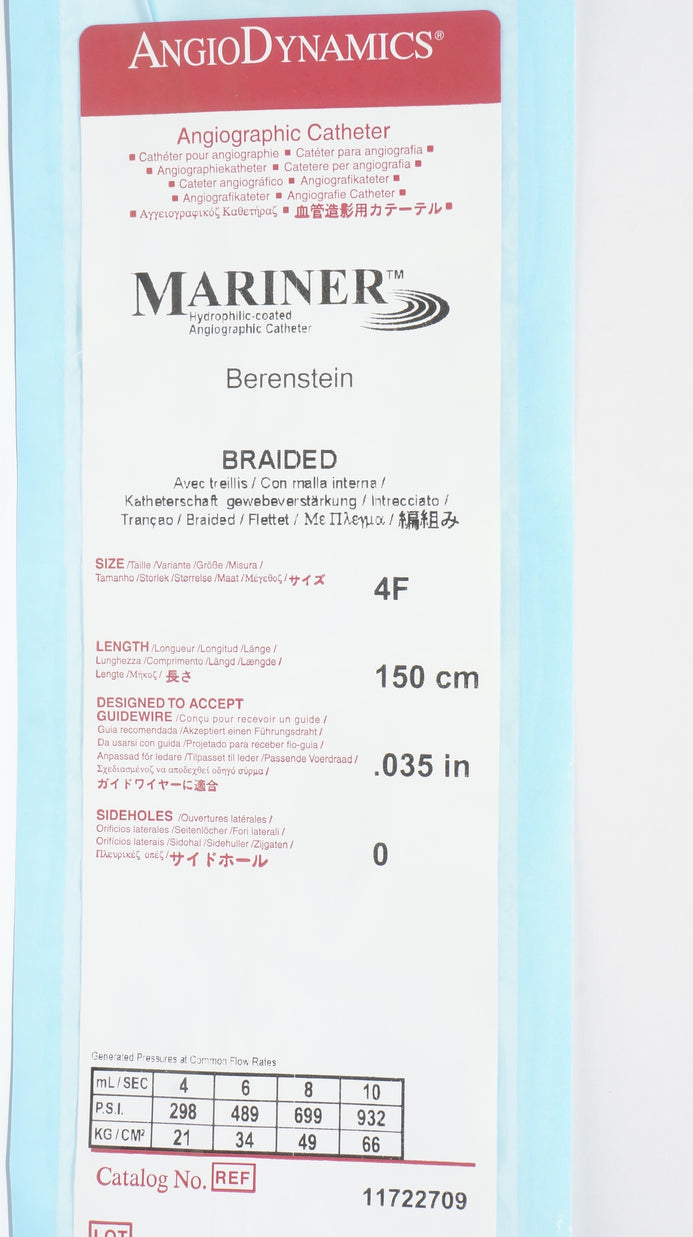 ANGIODYNAMICS®
Angiographic Catheter
■ Cathéter pour angiographie ■ Catéter para angiografia ■
■ Angiographiekatheter ■ Catetere per angiografia ■
■ Cateter angiográfico ■ Angiografikateter ■
■ Angiografikateter ■ Angiografie Catheter ■
■ Αγγειογραφικός Καθετήρας ■ 血管造影用カテーテル ■
MARINER™
Hydrophilic-coated
Angiographic Catheter
Berenstein
BRAIDED
Avec treillis / Con malla interna /
Katheterschaft gewebeverstärkung / Intrecciato /
Trançao / Braided / Flettet / Με Πλεγμα / 編組み
SIZE /Taille /Variante /Größe /Misura /
Tamanho /Storlek /Størrelse /Maat /Μέγεθος / サイズ
4F
LENGTH /Longueur /Longitud /Länge /
Lunghezza /Comprimento /Längd /Længde /
Lengte /Μήκος / 長さ
150 cm
DESIGNED TO ACCEPT
GUIDEWIRE /Conçu pour recevoir un guide /
Guia recomendada /Akzeptiert einen Führungsdraht /
Da usarsi con guida /Projetado para receber fio-guia /
Anpassad för ledare /Tilpasset til leder /Passende Voerdraad /
Σχεδιασμένος να αποδεχθεί οδηγό σύρμα /
ガイドワイヤーに適合
.035 in
SIDEHOLES /Ouvertures latérales /
Orificios laterales /Seitenlöcher /Fori laterali /
Orifícios laterais /Sidohal /Sidehuller /Zijgaten /
Πλευρικές οπές / サイドホール
0
Generated Pressures at Common Flow Rates
mL/SEC 4 6 8 10
P.S.I. 298 489 699 932
KG/CM² 21 34 49 66
Catalog No. REF
11722709
LOT